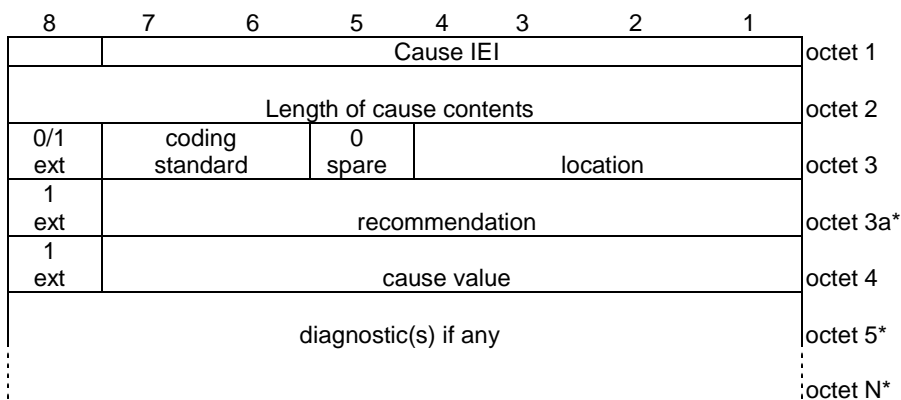 8 7 6 5 4 3 2 1
Cause IEI octet 1
Length of cause contents octet 2
0/1 coding 0
ext standard spare location octet 3
1
ext recommendation octet 3a*
1
ext cause value octet 4
diagnostic(s) if any octet 5*
octet N*